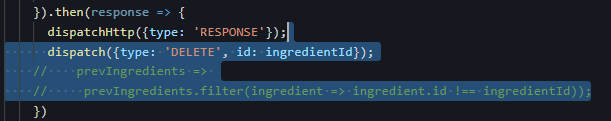 }).then(response => {
dispatchHttp({type: 'RESPONSE'});
dispatch({type: 'DELETE', id: ingredientId});
//    prevIngredients =>
//    prevIngredients.filter(ingredient => ingredient.id !== ingredientId));
})